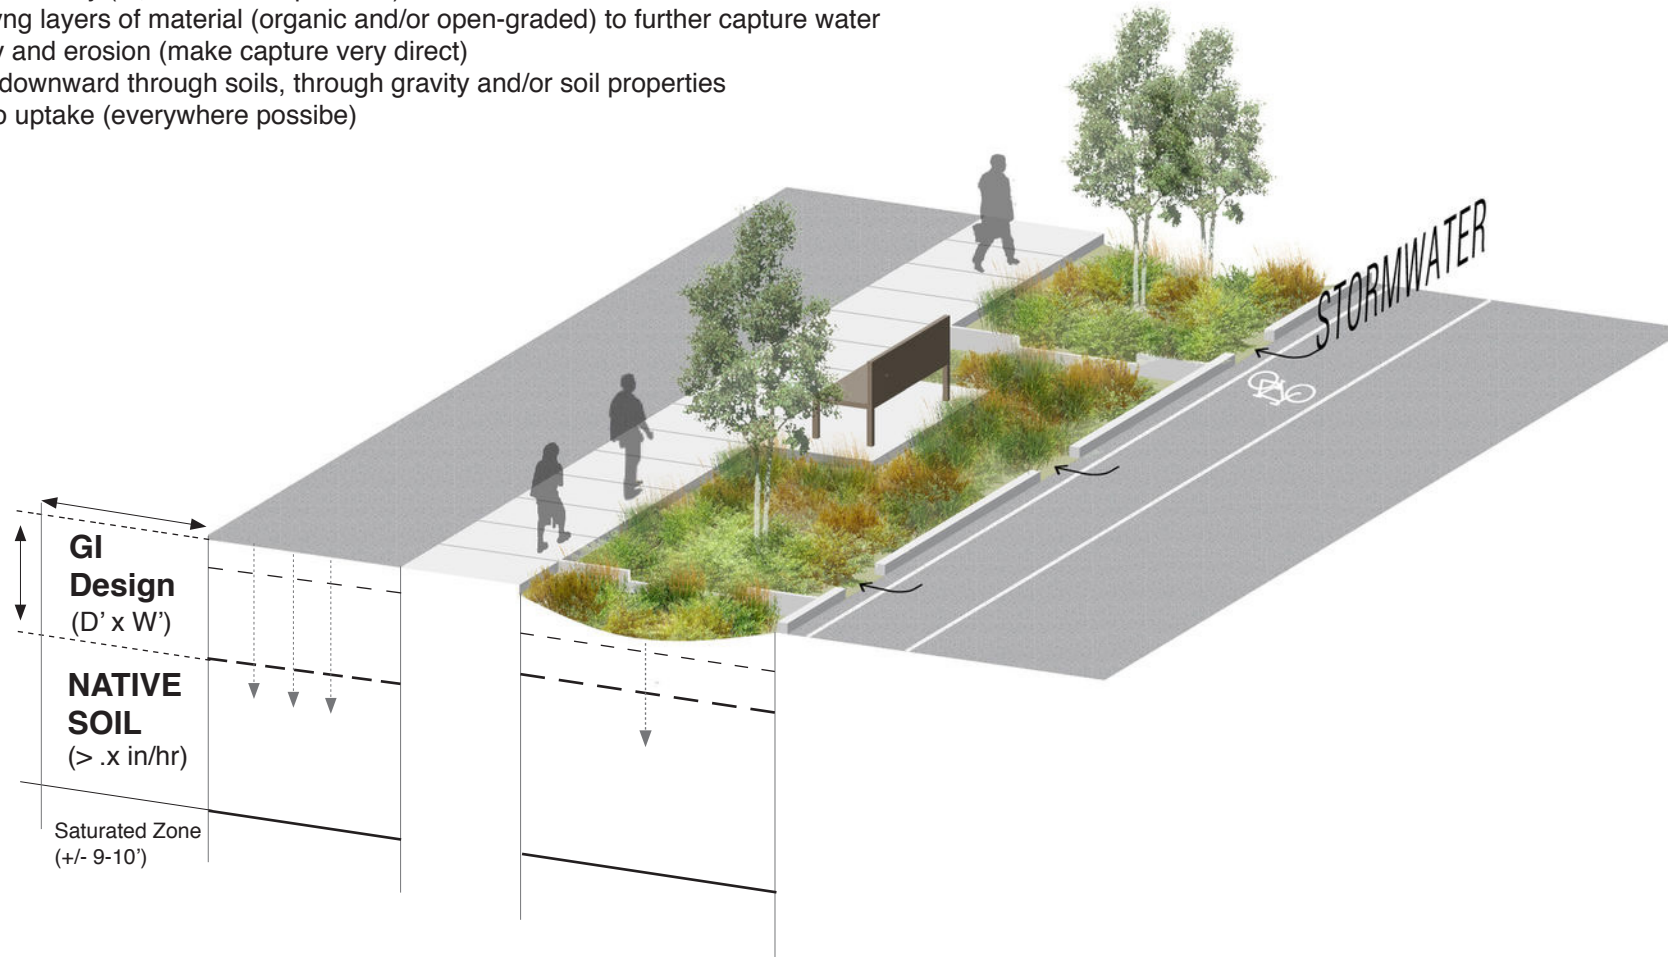 yng layers of material (organic and/or open-graded) to further capture water
y and erosion (make capture very direct)
downward through soils, through gravity and/or soil properties
o uptake (everywhere possibe)
STORMWATER
GI
Design
(D' x W')
NATIVE
SOIL
(> .x in/hr)
Saturated Zone
(+/- 9-10')